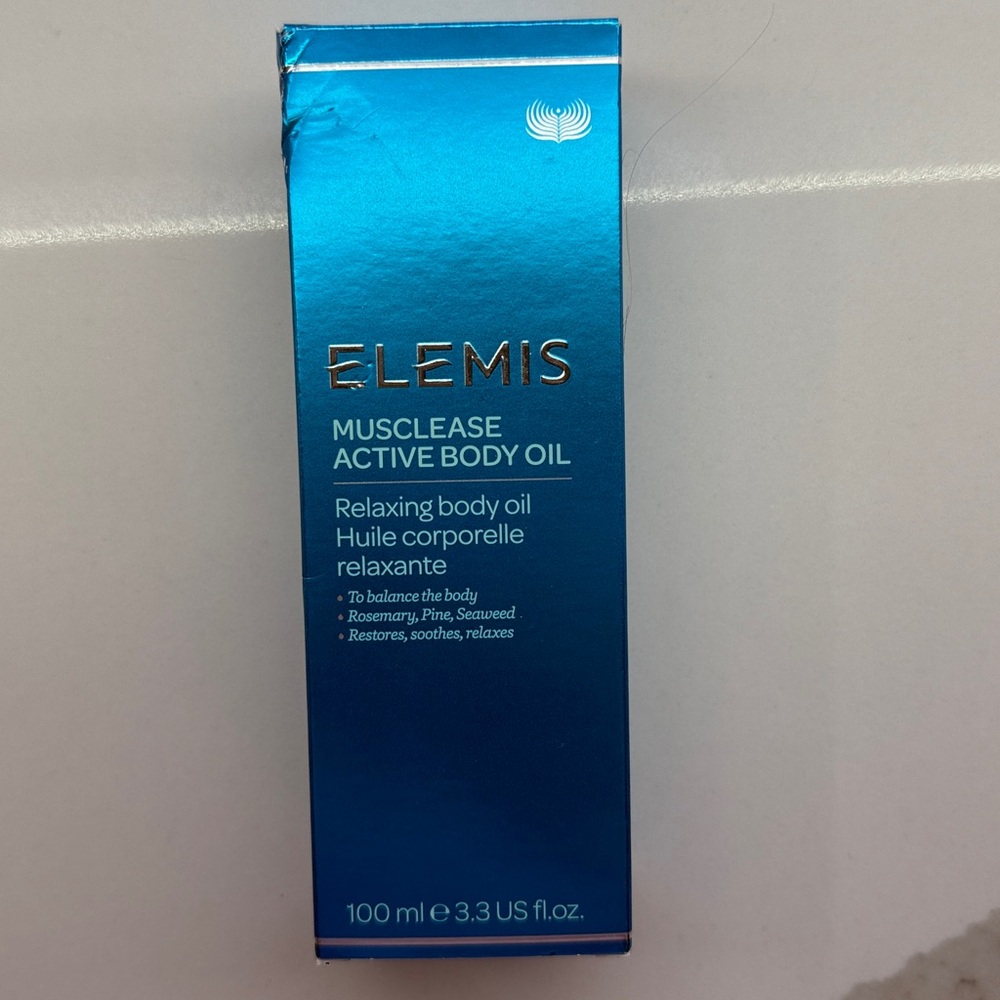 ELEMIS
MUSCLEASE
ACTIVE BODY OIL
Relaxing body oil
Huile corporelle
relaxante
• To balance the body
• Rosemary, Pine, Seaweed
• Restores, soothes, relaxes
100 ml ℮ 3.3 US fl.oz.